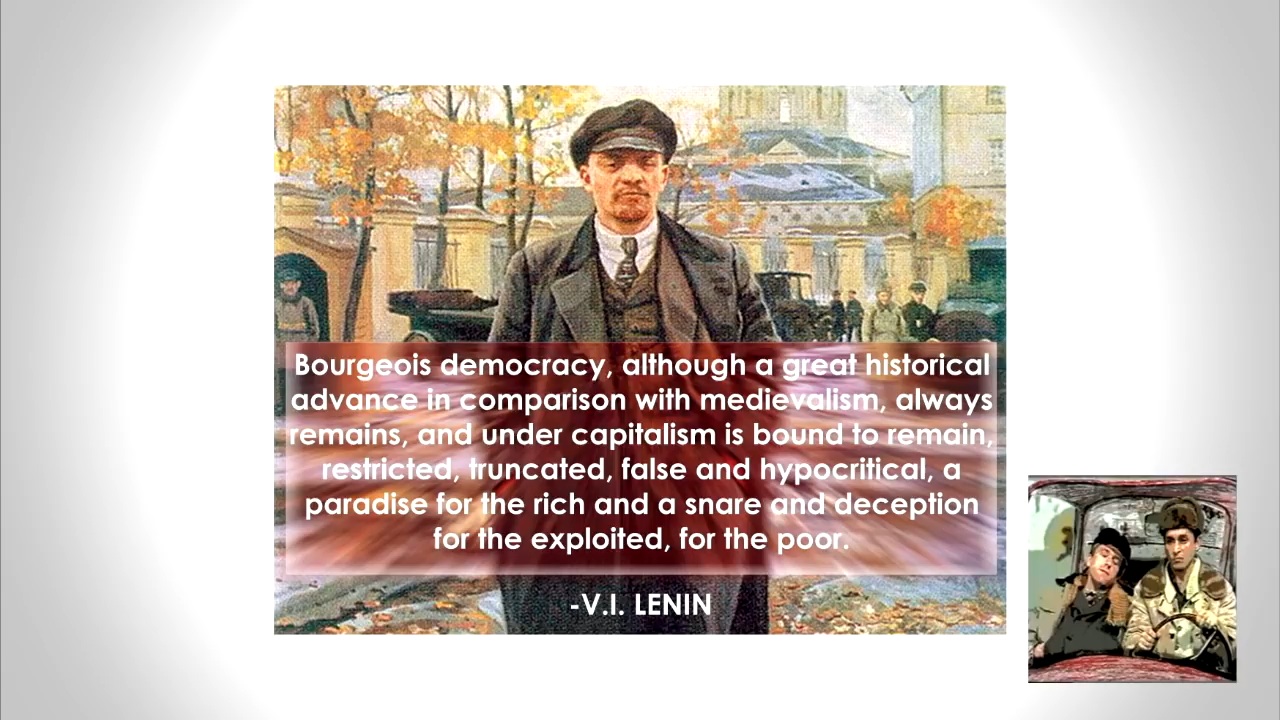 Bourgeois democracy, although a great historical
advance in comparison with medievalism, always
remains, and under capitalism is bound to remain,
restricted, truncated, false and hypocritical, a
paradise for the rich and a snare and deception
for the exploited, for the poor.
-V.I. LENIN